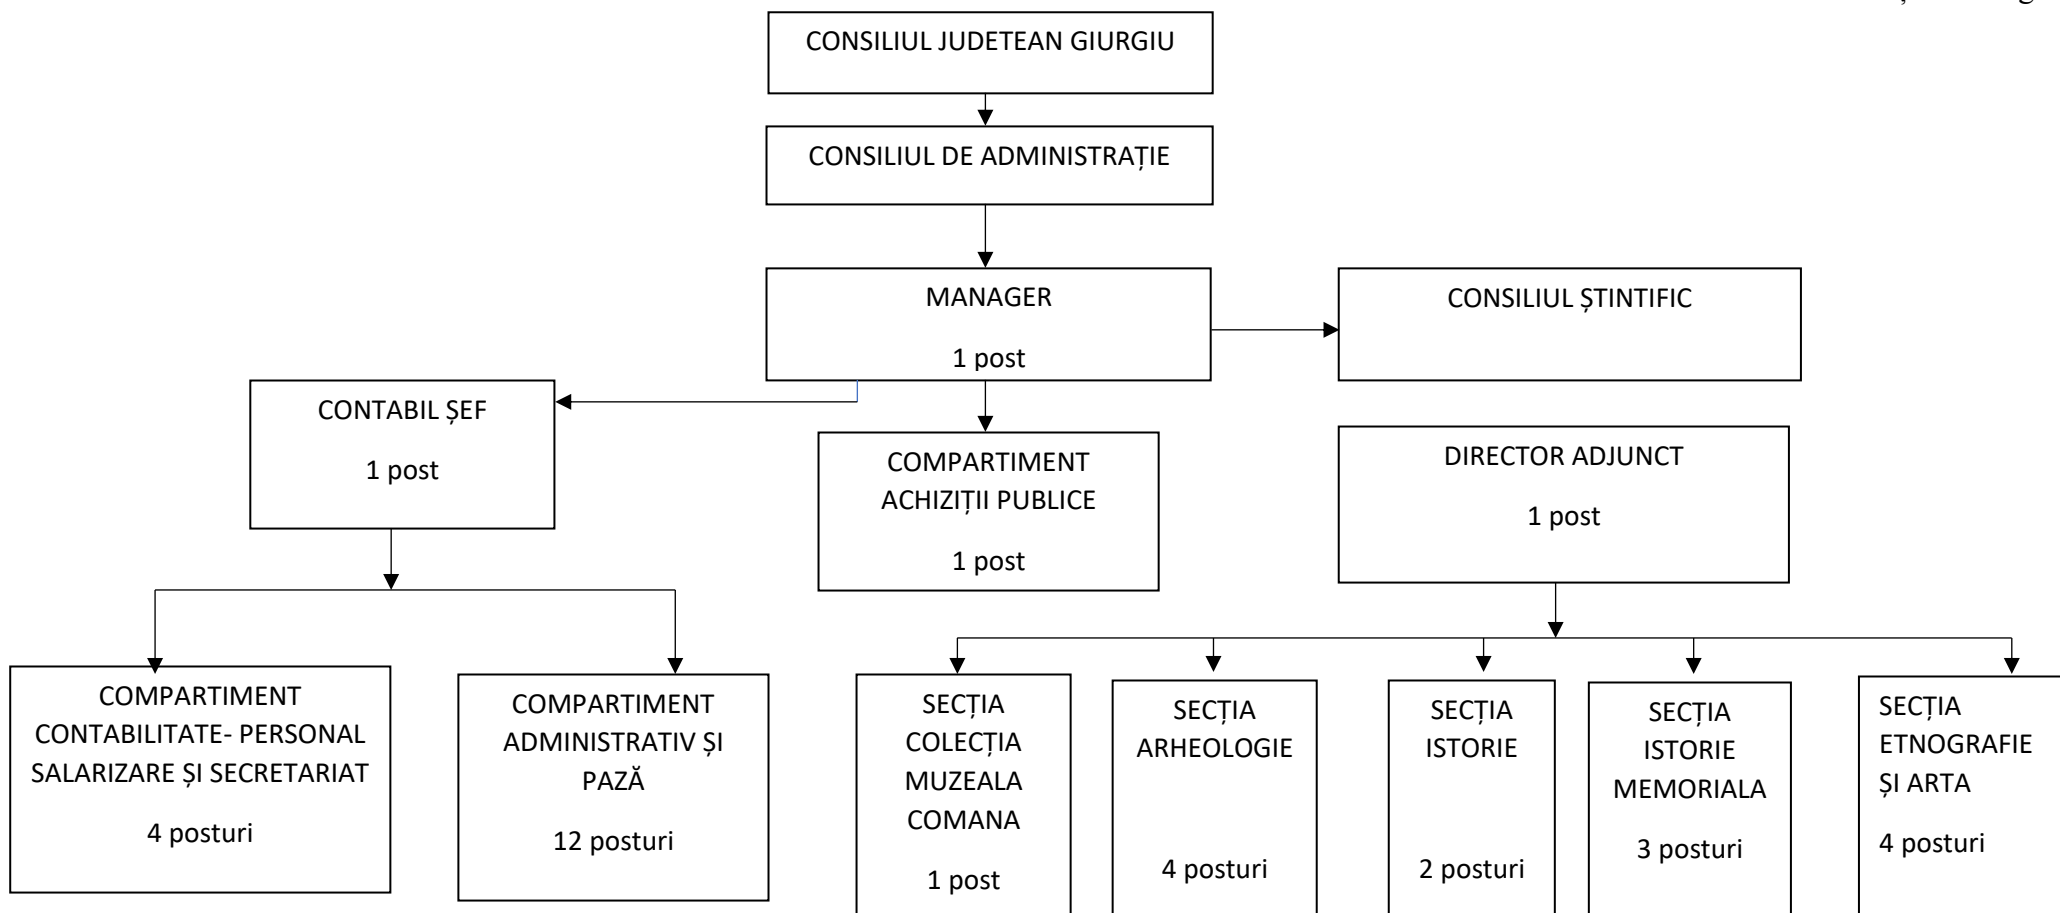 CONSILIUL JUDETEAN GIURGIU
CONSILIUL DE ADMINISTRAȚIE
MANAGER
1 post
CONSILIUL ȘTINTIFIC
CONTABIL ȘEF
1 post
COMPARTIMENT
ACHIZIȚII PUBLICE
1 post
DIRECTOR ADJUNCT
1 post
COMPARTIMENT
CONTABILITATE- PERSONAL
SALARIZARE ȘI SECRETARIAT
4 posturi
COMPARTIMENT
ADMINISTRATIV ȘI
PAZĂ
12 posturi
SECȚIA
COLECȚIA
MUZEALA
COMANA
1 post
SECȚIA
ARHEOLOGIE
4 posturi
SECȚIA
ISTORIE
2 posturi
SECȚIA
ISTORIE
MEMORIALA
3 posturi
SECȚIA
ETNOGRAFIE
ȘI ARTA
4 posturi